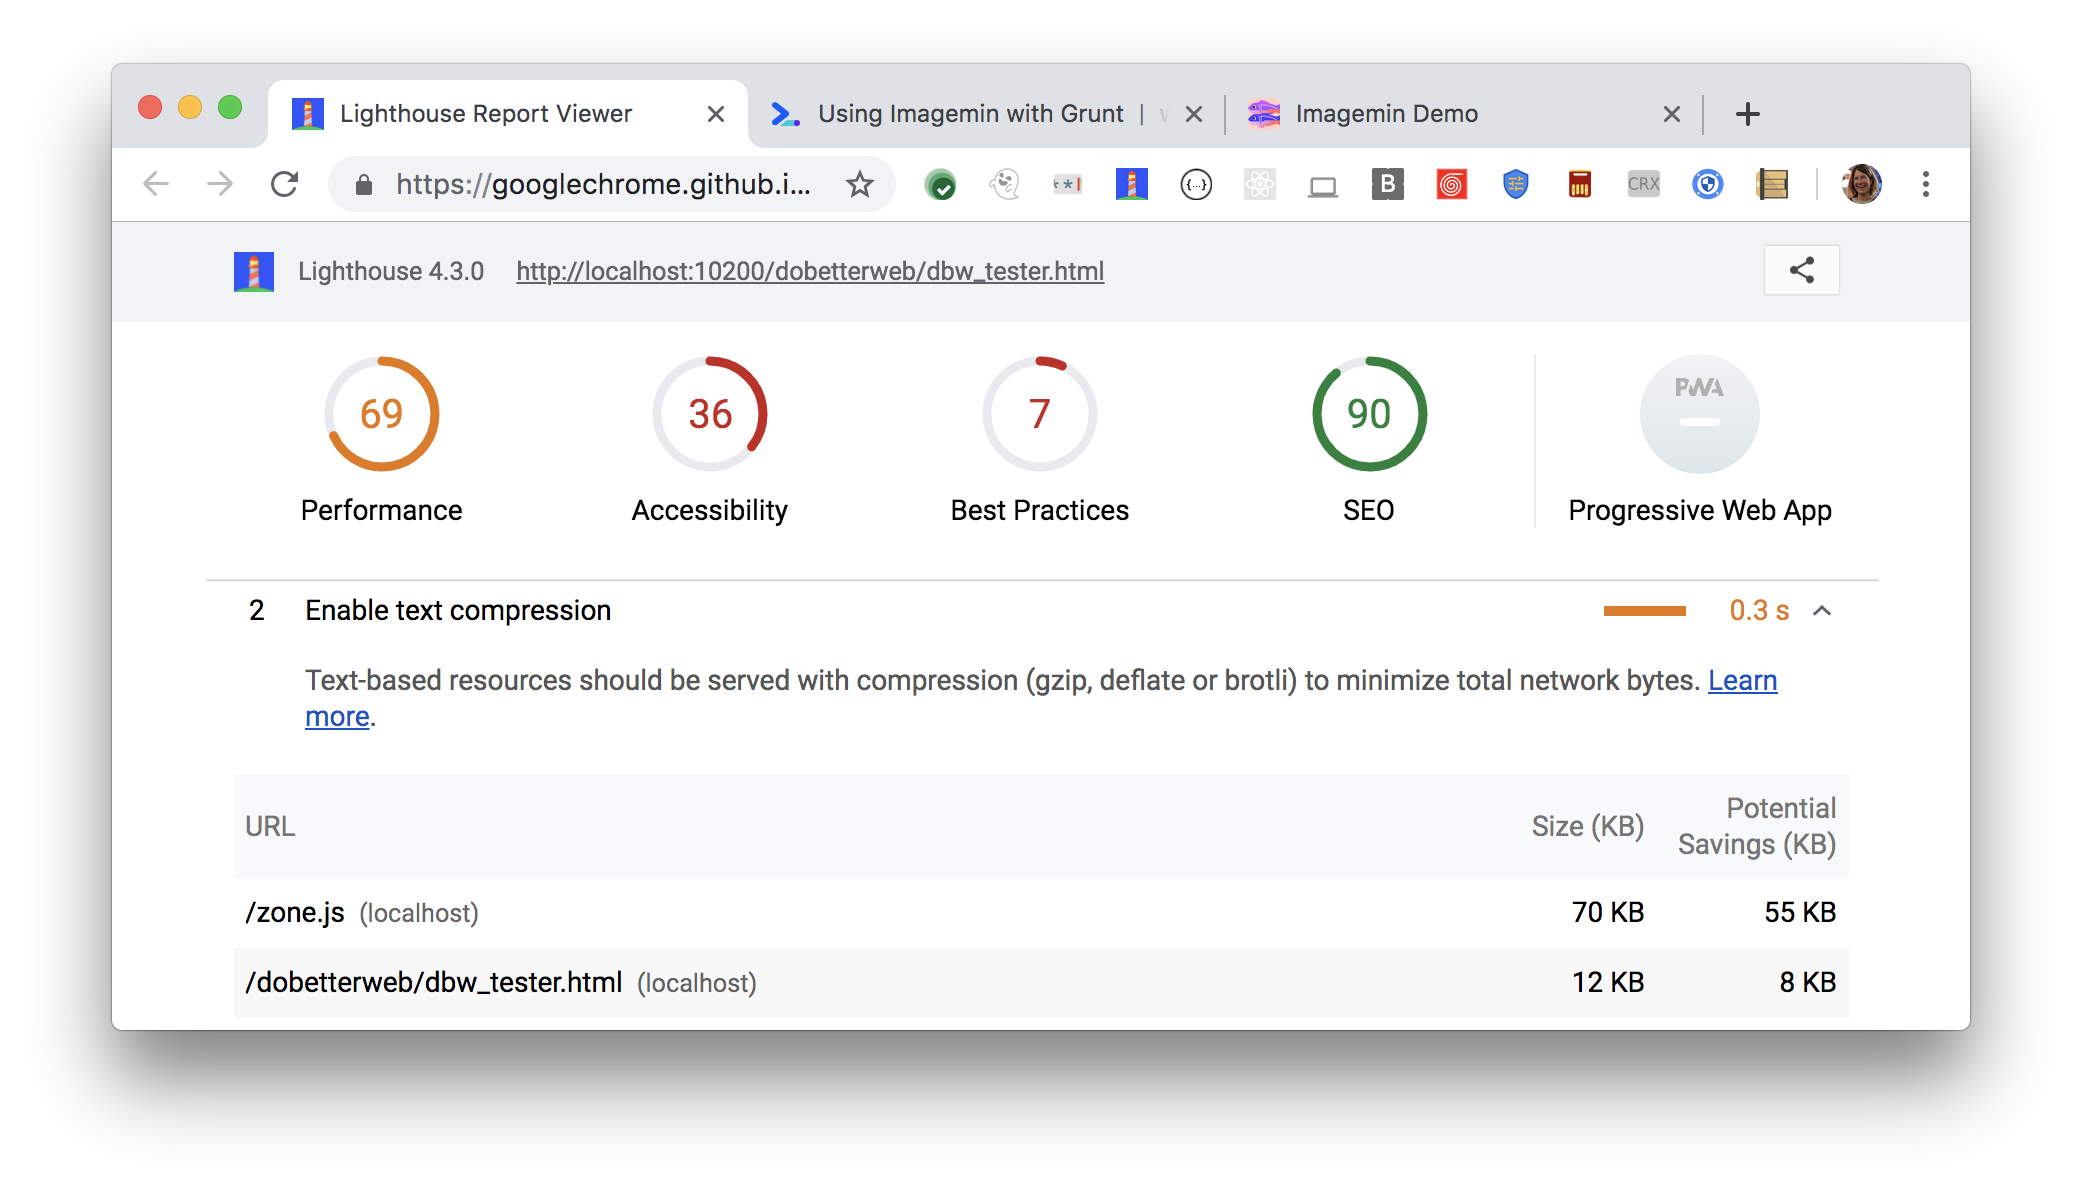 Lighthouse Report Viewer
Using Imagemin with Grunt |
Imagemin Demo
https://googlechrome.github.i...
**I
{...}
B
CRX
Lighthouse 4.3.0 http://localhost:10200/dobetterweb/dbw_tester.html
69 36 7 90 PWA
Performance Accessibility Best Practices SEO Progressive Web App
2 Enable text compression 0.3 s
Text-based resources should be served with compression (gzip, deflate or brotli) to minimize total network bytes. Learn
more.
URL Size (KB) Potential Savings (KB)
/zone.js (localhost) 70 KB 55 KB
/dobetterweb/dbw_tester.html (localhost) 12 KB 8 KB